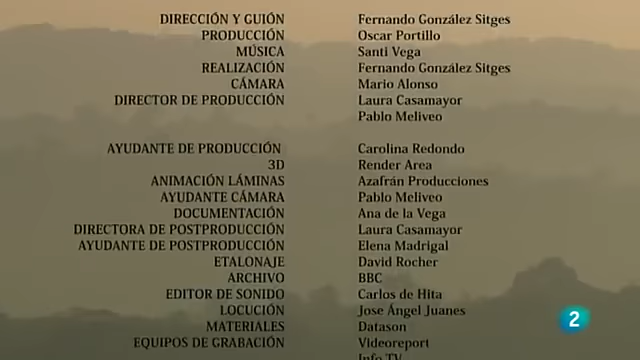 DIRECCIÓN Y GUIÓN Fernando González Sitges
PRODUCCIÓN Oscar Portillo
MÚSICA Santi Vega
REALIZACIÓN Fernando González Sitges
CÁMARA Mario Alonso
DIRECTOR DE PRODUCCIÓN Laura Casamayor
Pablo Meliveo
AYUDANTE DE PRODUCCIÓN Carolina Redondo
3D Render Area
ANIMACIÓN LÁMINAS Azafrán Producciones
AYUDANTE CÁMARA Pablo Meliveo
DOCUMENTACIÓN Ana de la Vega
DIRECTORA DE POSTPRODUCCIÓN Laura Casamayor
AYUDANTE DE POSTPRODUCCIÓN Elena Madrigal
ETALONAJE David Rocher
ARCHIVO BBC
EDITOR DE SONIDO Carlos de Hita
LOCUCIÓN Jose Ángel Juanes
MATERIALES Datason
EQUIPOS DE GRABACIÓN Videoreport
Info TV
2